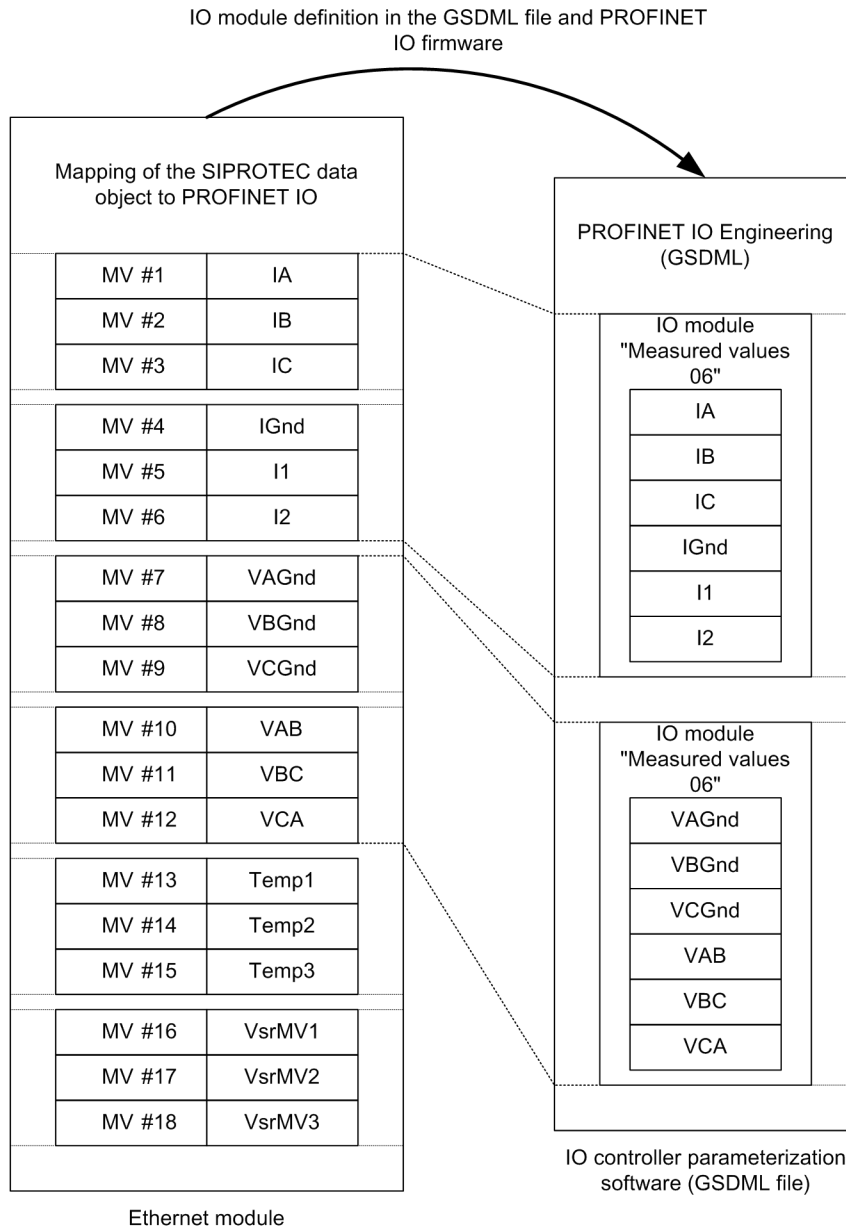 IO module definition in the GSDML file and PROFINET
IO firmware
Mapping of the SIPROTEC data
object to PROFINET IO
MV #1 IA
MV #2 IB
MV #3 IC
MV #4 IGnd
MV #5 I1
MV #6 I2
MV #7 VAGnd
MV #8 VBGnd
MV #9 VCGnd
MV #10 VAB
MV #11 VBC
MV #12 VCA
MV #13 Temp1
MV #14 Temp2
MV #15 Temp3
MV #16 VsrMV1
MV #17 VsrMV2
MV #18 VsrMV3
Ethernet module
PROFINET IO Engineering
(GSDML)
IO module
"Measured values
06"
IA
IB
IC
IGnd
I1
I2
IO module
"Measured values
06"
VAGnd
VBGnd
VCGnd
VAB
VBC
VCA
IO controller parameterization
software (GSDML file)